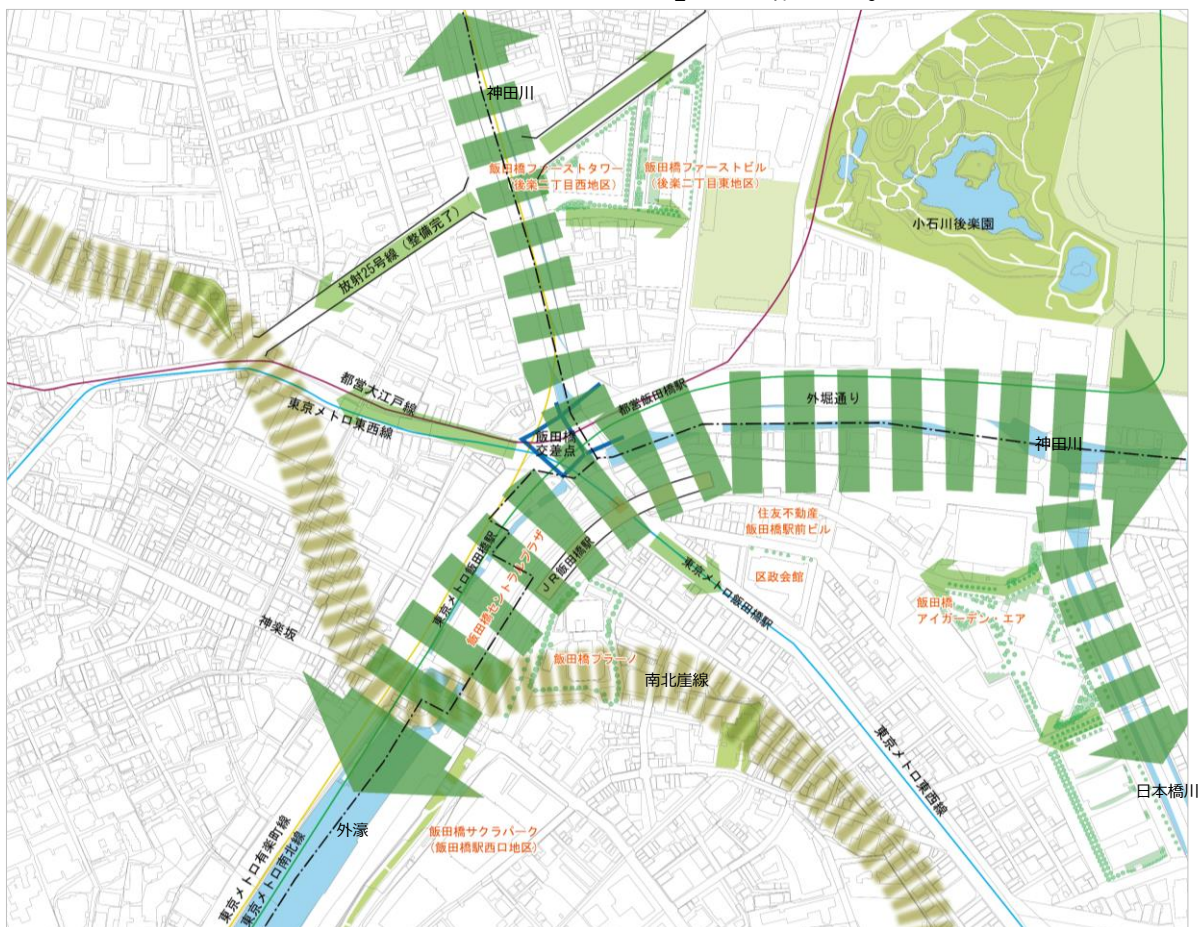 神田川
飯田橋ファーストタワー
(後楽二丁目西地区)
飯田橋ファーストビル
(後楽二丁目東地区)
小石川後楽園
放射25号線(整備完了)
都営大江戸線
東京メトロ東西線
飯田橋
交差点
都営飯田橋駅
外堀通り
神田川
住友不動産
飯田橋駅前ビル
区政会館
東京メトロ飯田橋駅
JR飯田橋駅
飯田橋セントラルプラザ
東京メトロ飯田橋駅
飯田橋
アイガーデン・エア
神楽坂
飯田橋プラーノ
南北崖線
東京メトロ東西線
日本橋川
飯田橋サクラパーク
(飯田橋駅西口地区)
外濠
東京メトロ有楽町線
東京メトロ南北線